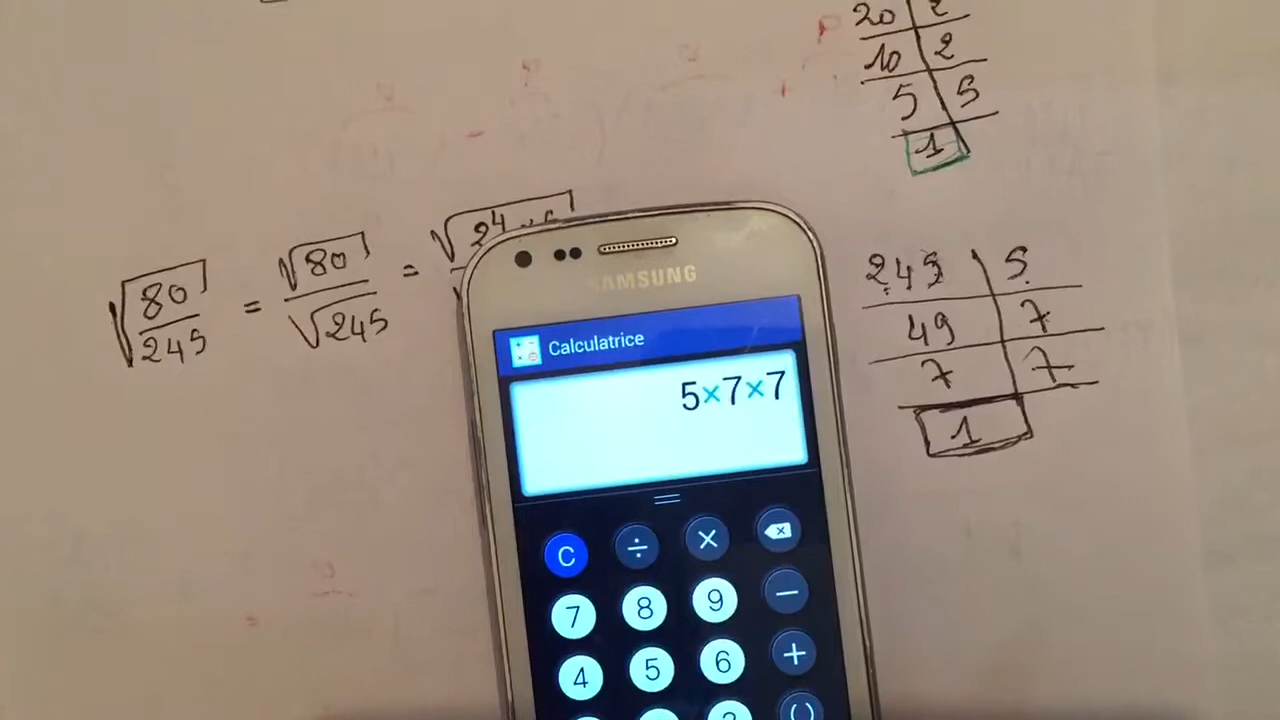 20 | 2
10 | 2
5 | 5
1
√80/245 = √80/√245 = √2⁴
245 | 5
49 | 7
7 | 7
1
SAMSUNG
Calculatrice
5×7×7
C ÷ ×
7 8 9 −
4 5 6 +
()